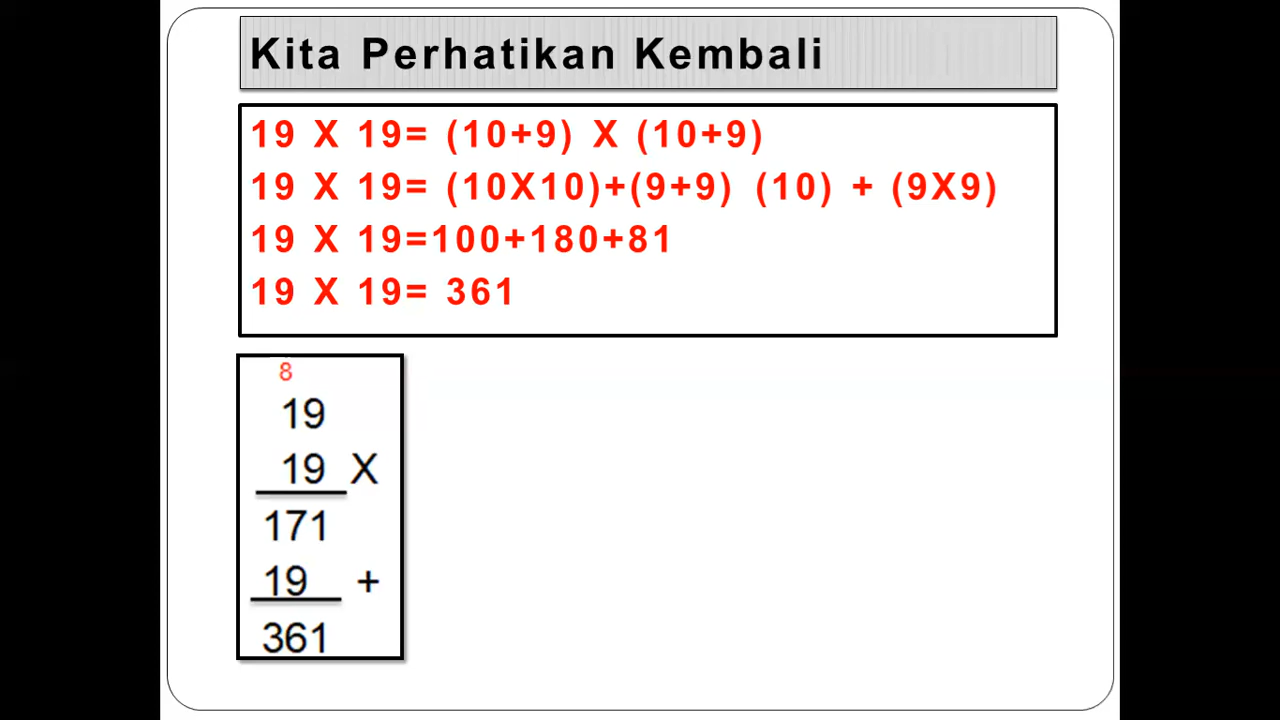 Kita Perhatikan Kembali
19 X 19= (10+9) X (10+9)
19 X 19= (10X10)+(9+9) (10) + (9X9)
19 X 19=100+180+81
19 X 19= 361
8
19
19 X
171
19 +
361